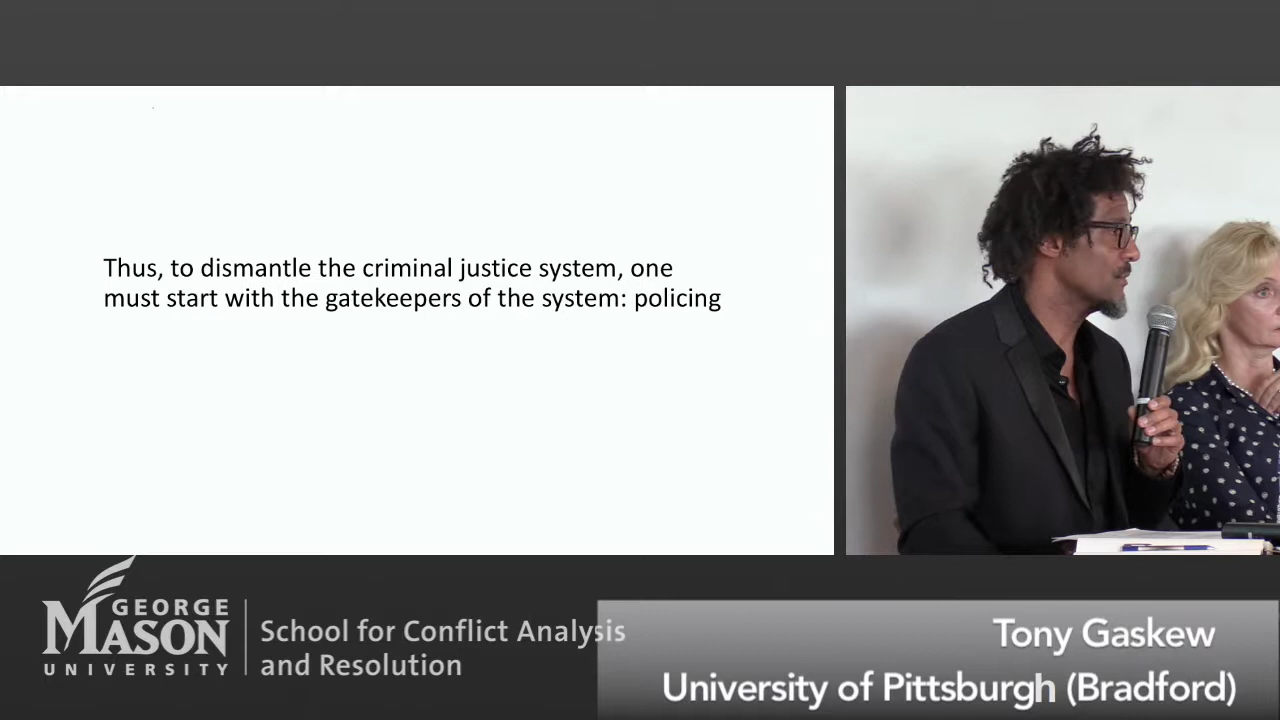 Thus, to dismantle the criminal justice system, one
must start with the gatekeepers of the system: policing
GEORGE
MASON
UNIVERSITY
School for Conflict Analysis
and Resolution
Tony Gaskew
University of Pittsburgh (Bradford)